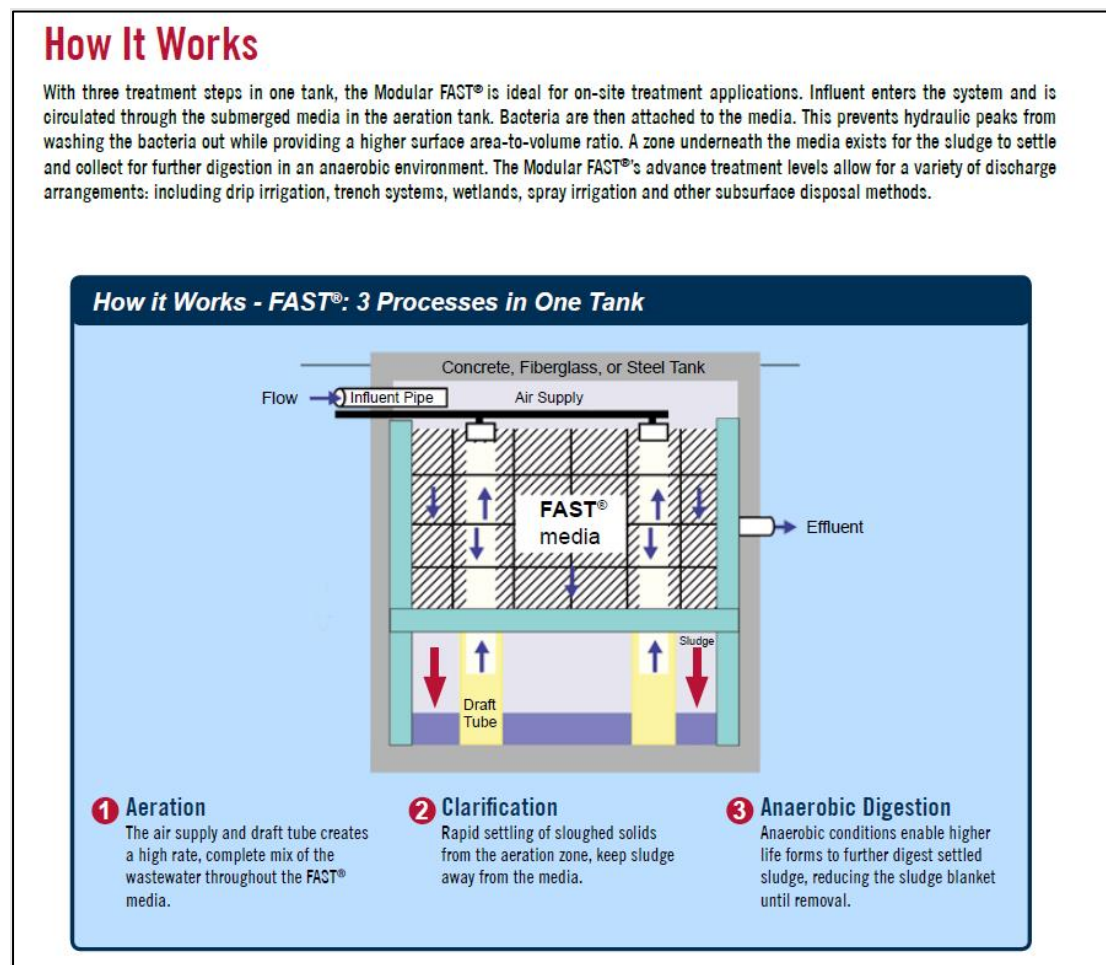 How It Works
With three treatment steps in one tank, the Modular FAST® is ideal for on-site treatment applications. Influent enters the system and is
circulated through the submerged media in the aeration tank. Bacteria are then attached to the media. This prevents hydraulic peaks from
washing the bacteria out while providing a higher surface area-to-volume ratio. A zone underneath the media exists for the sludge to settle
and collect for further digestion in an anaerobic environment. The Modular FAST®'s advance treatment levels allow for a variety of discharge
arrangements: including drip irrigation, trench systems, wetlands, spray irrigation and other subsurface disposal methods.
How it Works - FAST®: 3 Processes in One Tank
Concrete, Fiberglass, or Steel Tank
Flow
Influent Pipe
Air Supply
FAST®
media
Effluent
Sludge
Draft
Tube
1 Aeration
The air supply and draft tube creates
a high rate, complete mix of the
wastewater throughout the FAST®
media.
2 Clarification
Rapid settling of sloughed solids
from the aeration zone, keep sludge
away from the media.
3 Anaerobic Digestion
Anaerobic conditions enable higher
life forms to further digest settled
sludge, reducing the sludge blanket
until removal.